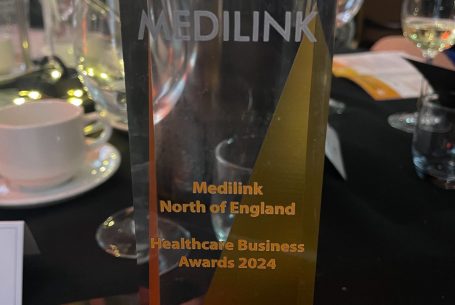 MEDILINK
Medilink
North of England
Healthcare Business
Awards 2024